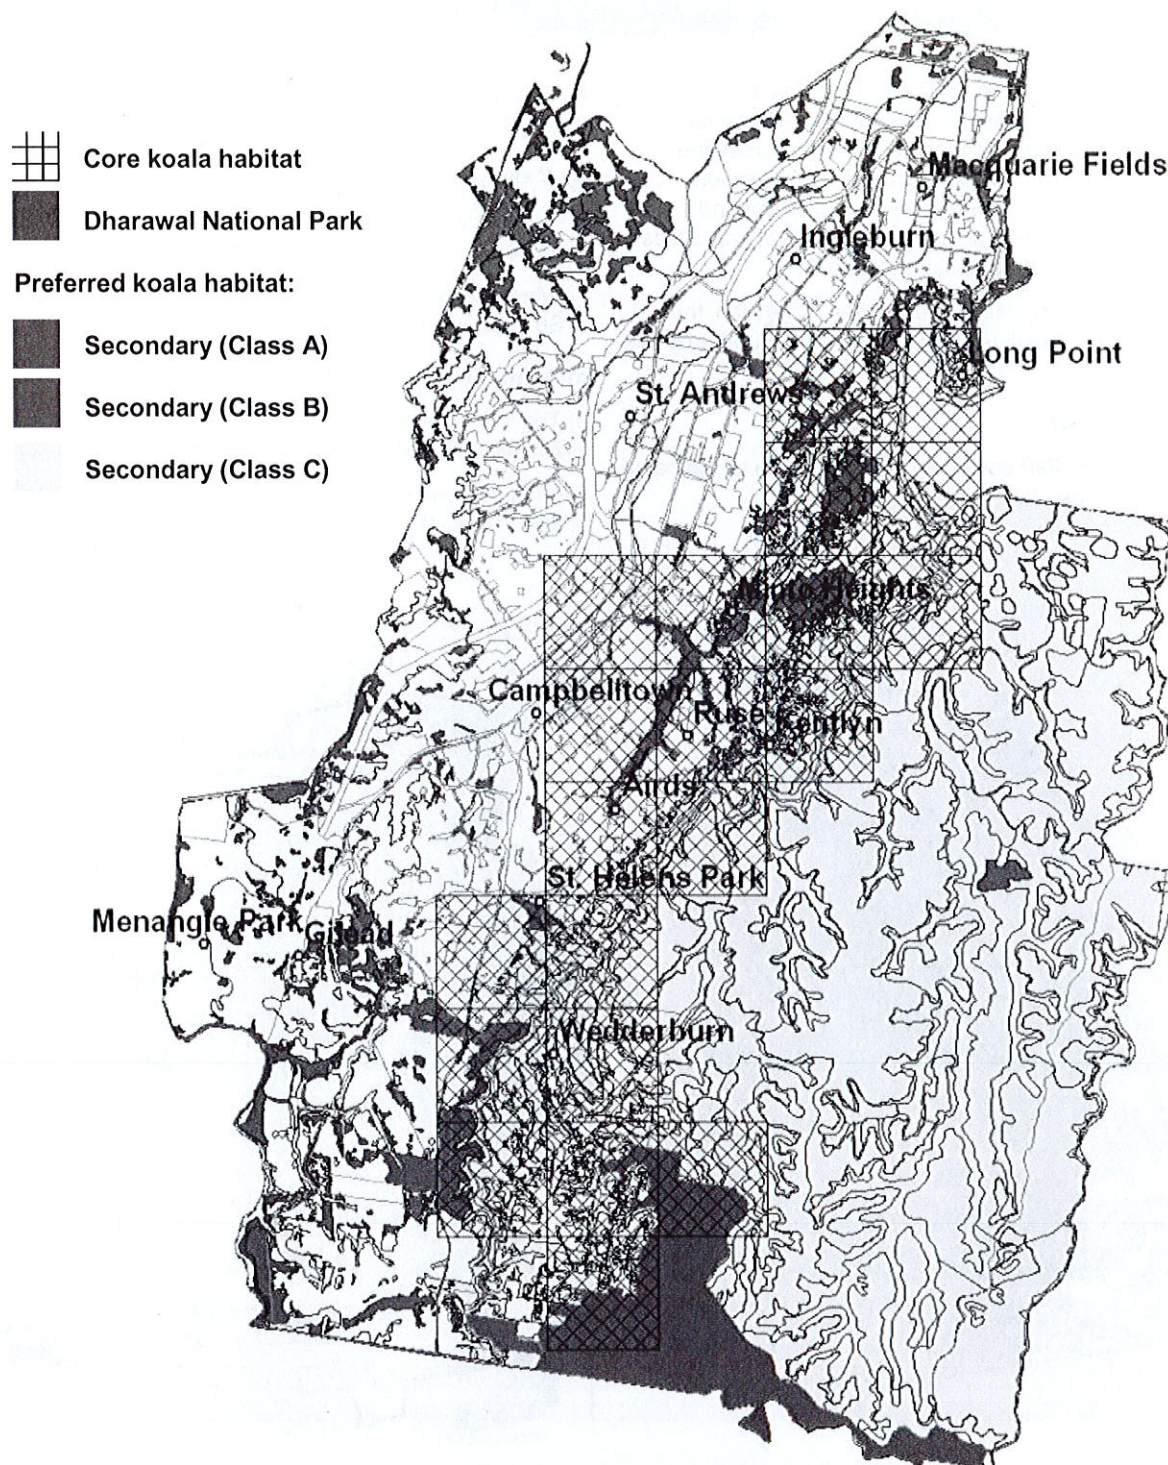 Core koala habitat
Dharawal National Park
Preferred koala habitat:
Secondary (Class A)
Secondary (Class B)
Secondary (Class C)
Macquarie Fields
Ingleburn
Long Point
St. Andrews
Minto Heights
Campbelltown
Ruse
Kentlyn
Airds
St. Helens Park
Menangle Park
Gilead
Wedderburn